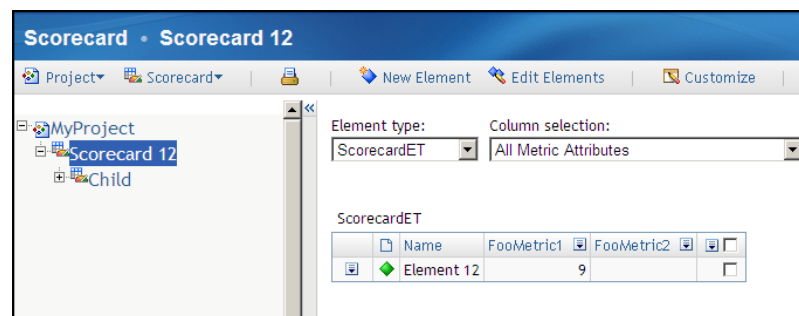 Scorecard • Scorecard 12
Project Scorecard New Element Edit Elements Customize
MyProject
Scorecard 12
Child
Element type: Column selection:
ScorecardET All Metric Attributes
ScorecardET
Name FooMetric1 FooMetric2
Element 12 9